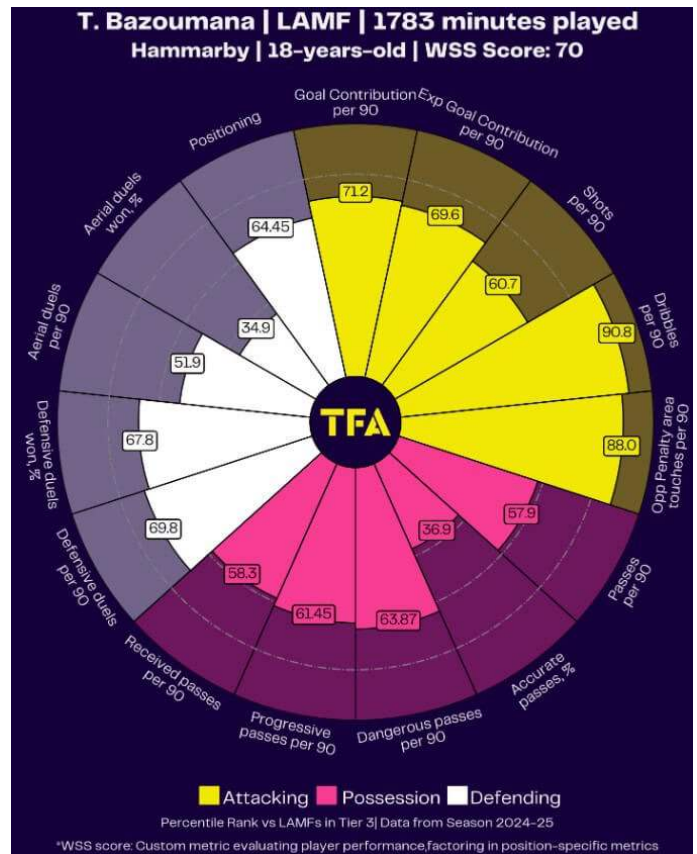 T. Bazoumana | LAMF | 1783 minutes played
Hammarby | 18-years-old | WSS Score: 70
Goal Contribution
per 90
71.2
Exp Goal Contribution
per 90
69.6
Shots
per 90
60.7
Dribbles
per 90
90.8
Opp Penalty area
touches per 90
88.0
Passes
per 90
57.9
Accurate
passes, %
36.9
Dangerous passes
per 90
63.87
Progressive
passes per 90
61.45
Received passes
per 90
58.3
Defensive duels
per 90
69.8
Defensive duels
won, %
67.8
Aerial duels
per 90
51.9
Aerial duels
won, %
34.9
Positioning
64.45
TFA
Attacking
Possession
Defending
Percentile Rank vs LAMFs in Tier 3| Data from Season 2024-25
*WSS score: Custom metric evaluating player performance,factoring in position-specific metrics